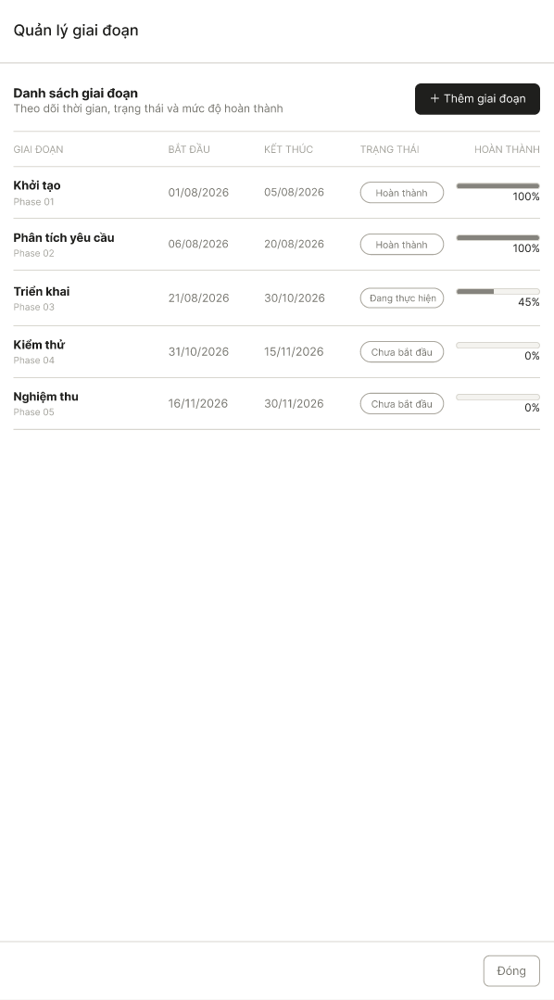 Quản lý giai đoạn
Danh sách giai đoạn
Theo dõi thời gian, trạng thái và mức độ hoàn thành
+ Thêm giai đoạn
GIAI ĐOẠN BẮT ĐẦU KẾT THÚC TRẠNG THÁI HOÀN THÀNH
Khởi tạo
Phase 01
01/08/2026 05/08/2026 Hoàn thành 100%
Phân tích yêu cầu
Phase 02
06/08/2026 20/08/2026 Hoàn thành 100%
Triển khai
Phase 03
21/08/2026 30/10/2026 Đang thực hiện 45%
Kiểm thử
Phase 04
31/10/2026 15/11/2026 Chưa bắt đầu 0%
Nghiệm thu
Phase 05
16/11/2026 30/11/2026 Chưa bắt đầu 0%
Đóng